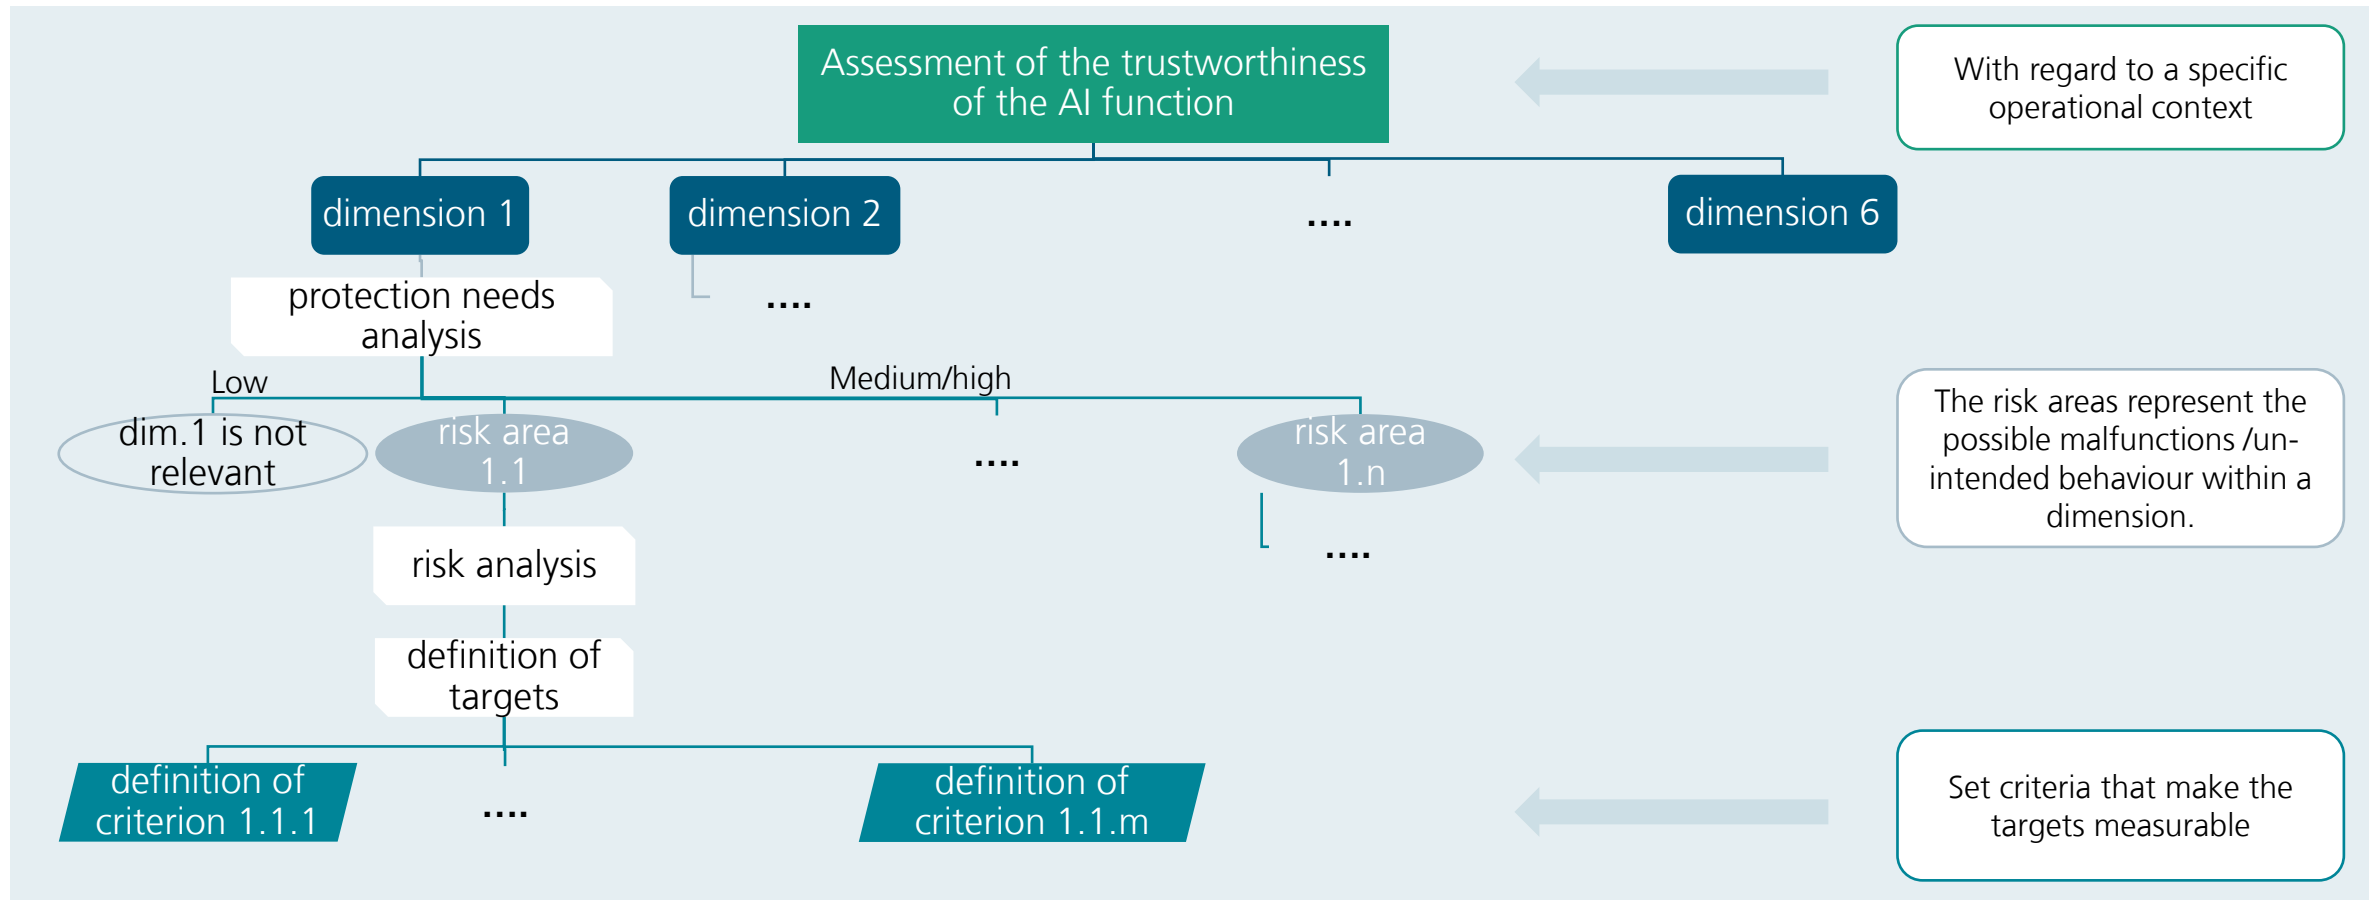 Assessment of the trustworthiness
of the AI function
With regard to a specific
operational context
dimension 1
dimension 2
....
dimension 6
protection needs
analysis
....
Low
Medium/high
dim.1 is not
relevant
risk area
1.1
....
risk area
1.n
The risk areas represent the
possible malfunctions /un-
intended behaviour within a
dimension.
risk analysis
....
definition of
targets
definition of
criterion 1.1.1
....
definition of
criterion 1.1.m
Set criteria that make the
targets measurable